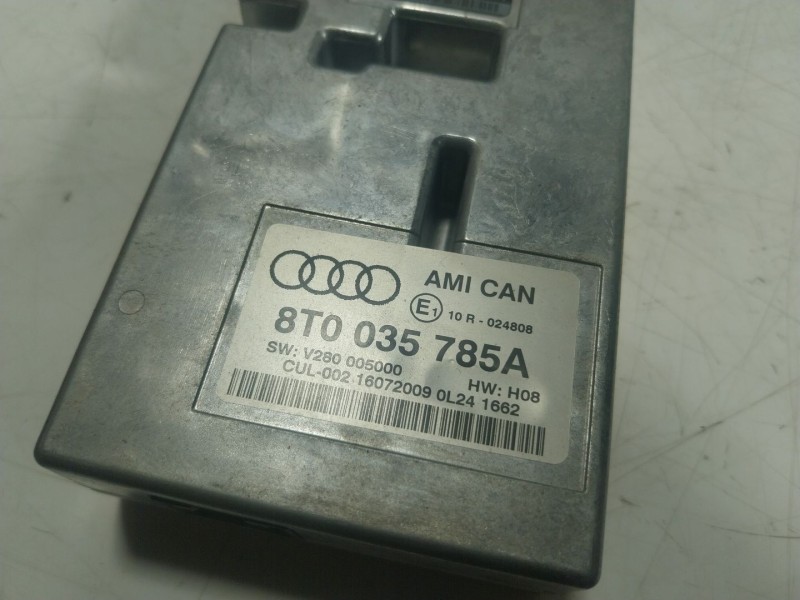 AMI CAN
E1 10 R - 024808
8T0 035 785A
SW: V280 005000 HW: H08
CUL-002 16072009 0L24 1662